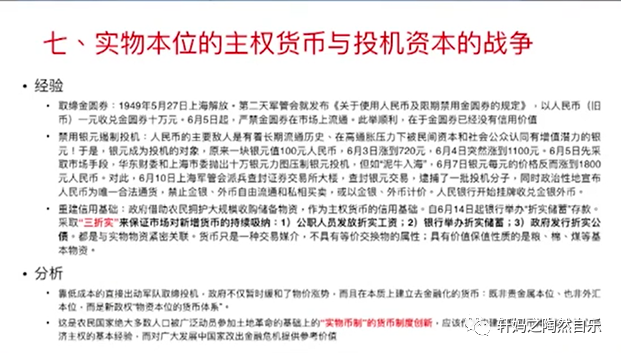 七、实物本位的主权货币与投机资本的战争
经验
取缔金圆券：1949年5月27日上海解放。第二天军管会就发布《关于使用人民币及限期禁用金圆券的规定》，以人民币（旧
币）一元收兑金圆券十万元。6月5日起，严禁金圆券在市场上流通。此举顺利，在于金圆券已经没有信用价值
禁用银元遏制投机：人民币的主要敌人是有着长期流通历史、在高通胀压力下被民间资本和社会公众认同有增值潜力的银
元！于是，银元成为投机的对象，原来一块银元值100元人民币，6月3日涨到720元，6月4日突然涨到1100元。6月5日先采
取市场手段，华东财委和上海市委抛出十万银元力图压制银元投机，但如“泥牛入海”，6月7日银元每元的价格反而涨到1800
元人民币。对此，6月10日上海军管会派兵查封证券交易所大楼，查封银元交易，逮捕了一批投机分子，同时政治性地宣布
人民币为唯一合法通货，禁止金银、外币自由流通和私相买卖，或以金银、外币计价。人民银行开始挂牌收兑金银外币。
重建信用基础：政府借助农民拥护大规模收购储备物资，作为主权货币的信用基础。自6月14日起银行举办“折实储蓄”存款。
采取“三折实”来保证市场对新增货币的持续吸纳：1）公职人员发放折实工资；2）银行举办折实储蓄；3）政府发行折实公
债。都是与实物物资紧密关联。货币只是一种交易媒介，不具有等价交换物的属性；具有价值保值性质的是粮、棉、煤等基
本物资。
分析
靠低成本的直接出动军队取缔投机，政府不仅暂时缓和了物价涨势，而且在本质上建立去金融化的货币：既非贵金属本位、也非外汇
本位，而是新政权“物资本位的货币体系”。
这是农民国家绝大多数人口被广泛动员参加土地革命的基础上的“实物币制”的货币制度创新，应该
济主权的基本经验，而对广大发展中国家改出金融危机提供参考价值
轩妈之陶然自乐